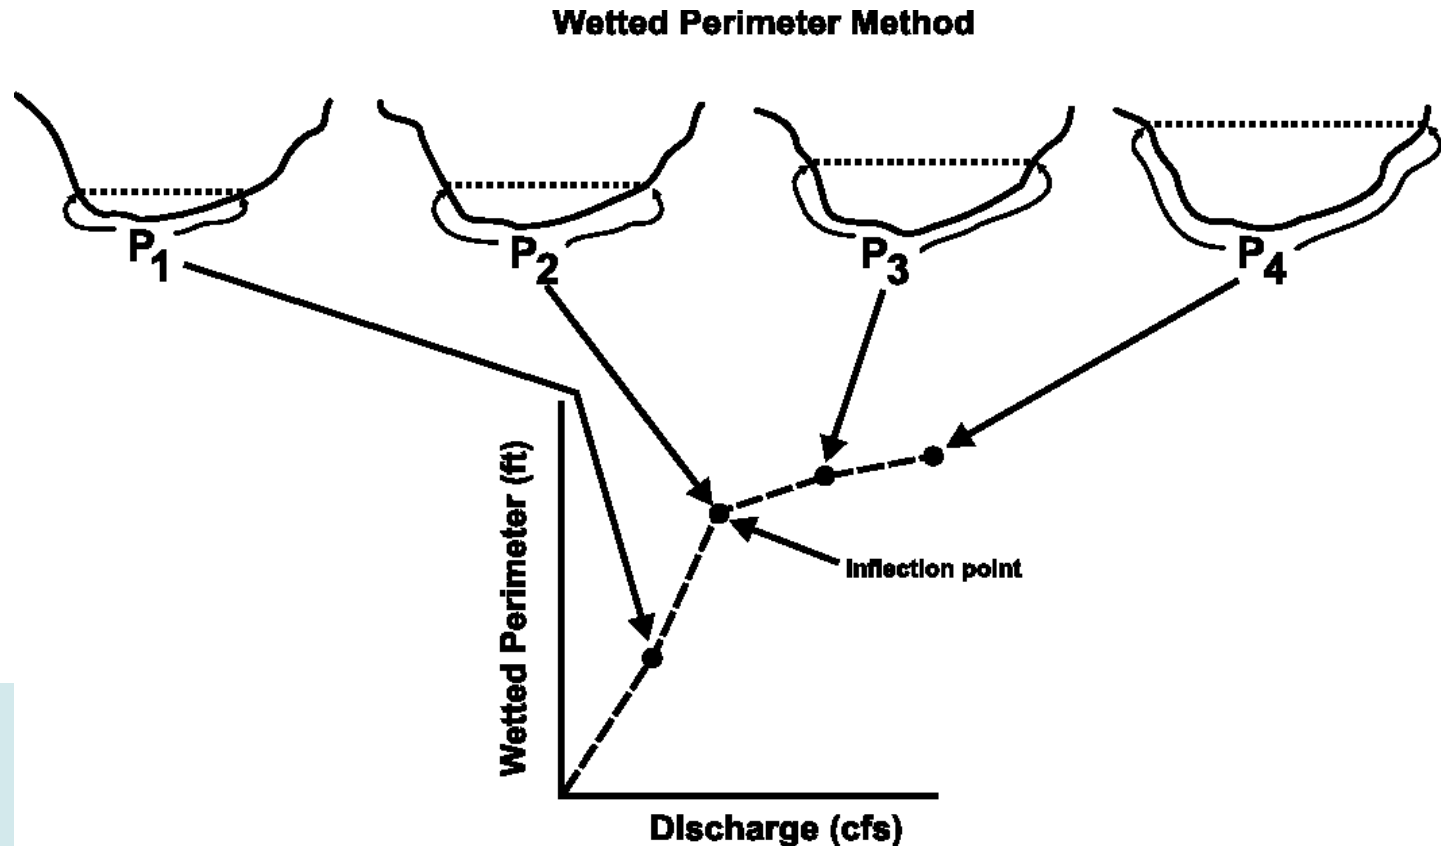 Wetted Perimeter Method
P1
P2
P3
P4
Wetted Perimeter (ft)
Inflection point
Discharge (cfs)